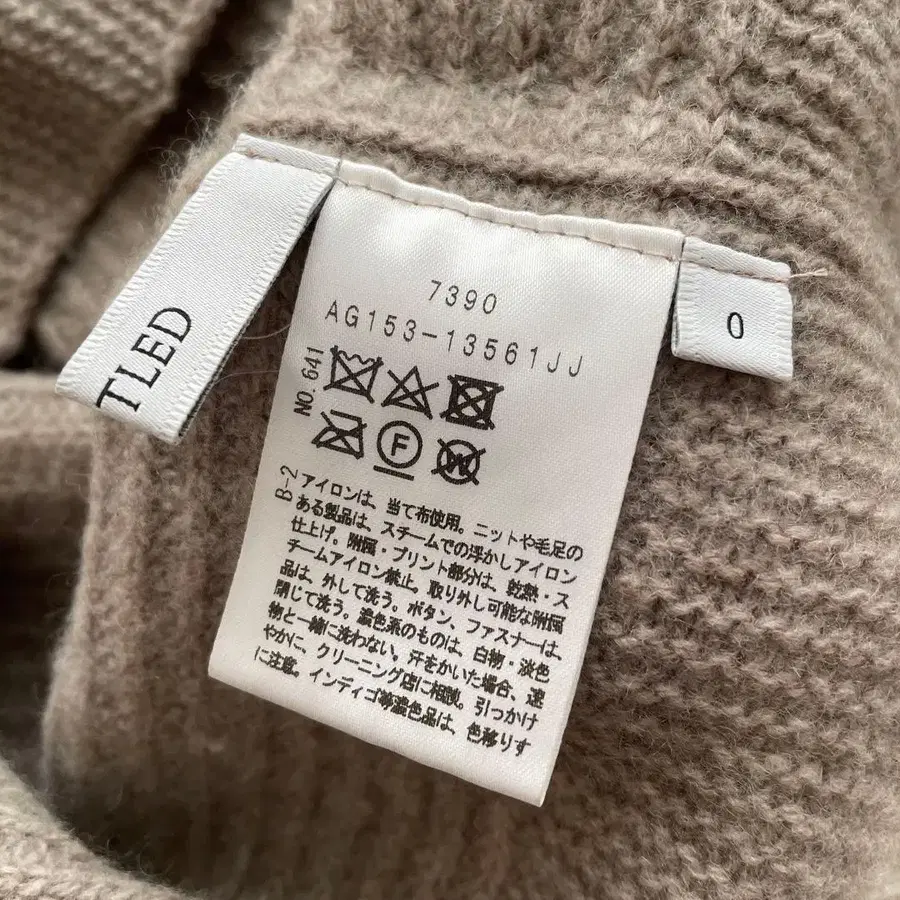 TLED
7390
AG153-13561JJ
0
NO. 641
F
W
B-2
アイロンは、当て布使用。ニットや毛足の
ある製品は、スチームでの浮かしアイロン
仕上げ。附属・プリント部分は、乾熱・ス
チームアイロン禁止。取り外し可能な附属
品は、外して洗う。ボタン、ファスナーは、
閉じて洗う。濃色系のものは、白物・淡色
物と一緒に洗わない。汗をかいた場合、速
やかに、クリーニング店に相談。引っかけ
に注意。インディゴ等濃色品は、色移りす